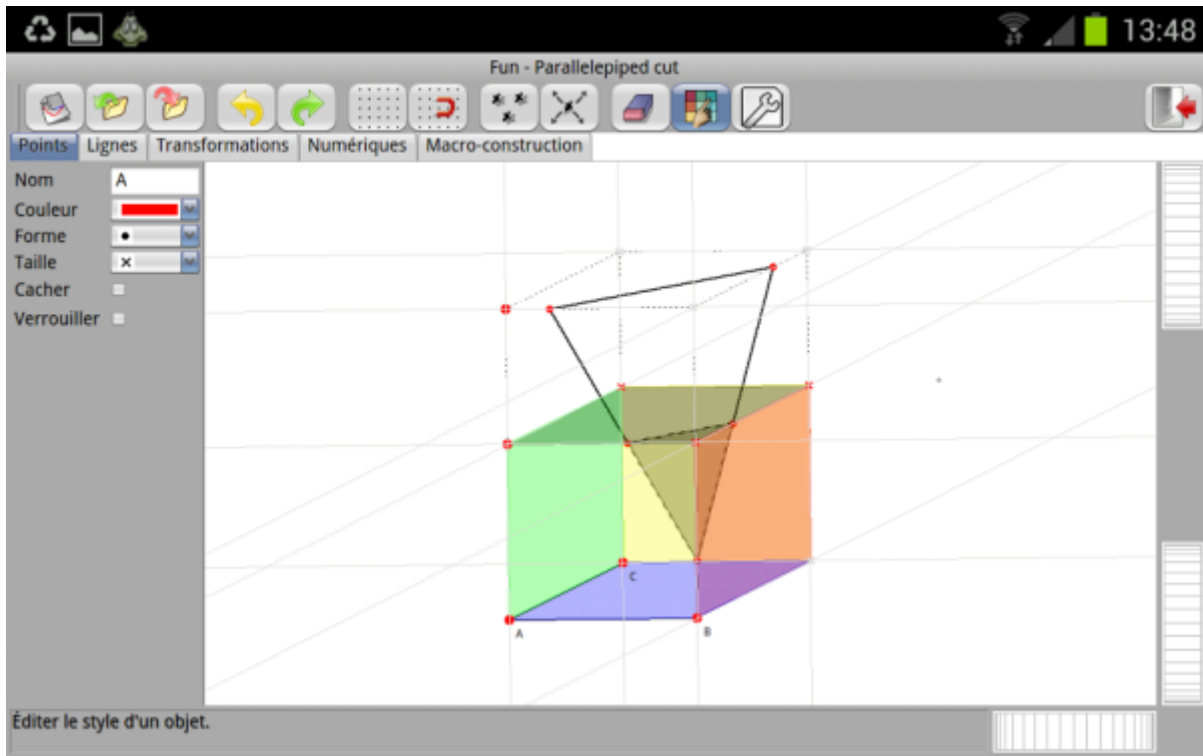 13:48
Fun - Parallelepiped cut
Points Lignes Transformations Numériques Macro-construction
Nom A
Couleur
Forme
Taille
Cacher
Verrouiller
C
A B
Éditer le style d'un objet.